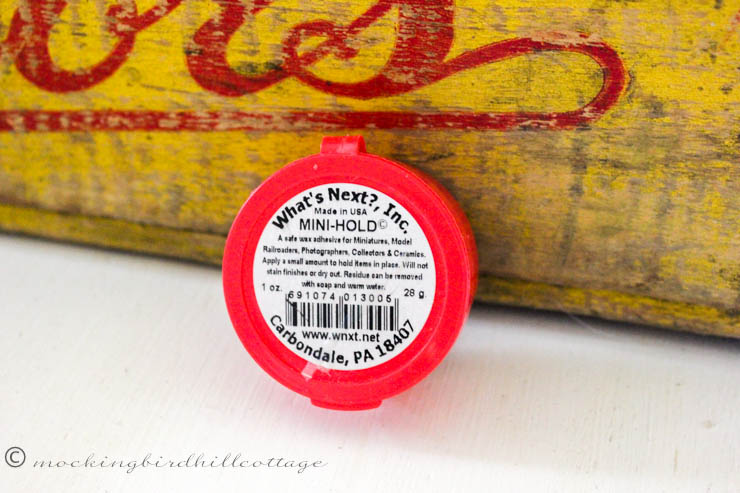 What's Next?, Inc.
Made in USA
MINI-HOLD©
A safe wax adhesive for Miniatures, Model
Railroaders, Photographers, Collectors & Ceramics.
Apply a small amount to hold items in place. Will not
stain finishes or dry out. Residue can be removed
with soap and warm water.
1 oz. 28 g.
691074 013005
www.wnxt.net
Carbondale, PA 18407
© mockingbirdhillcottage